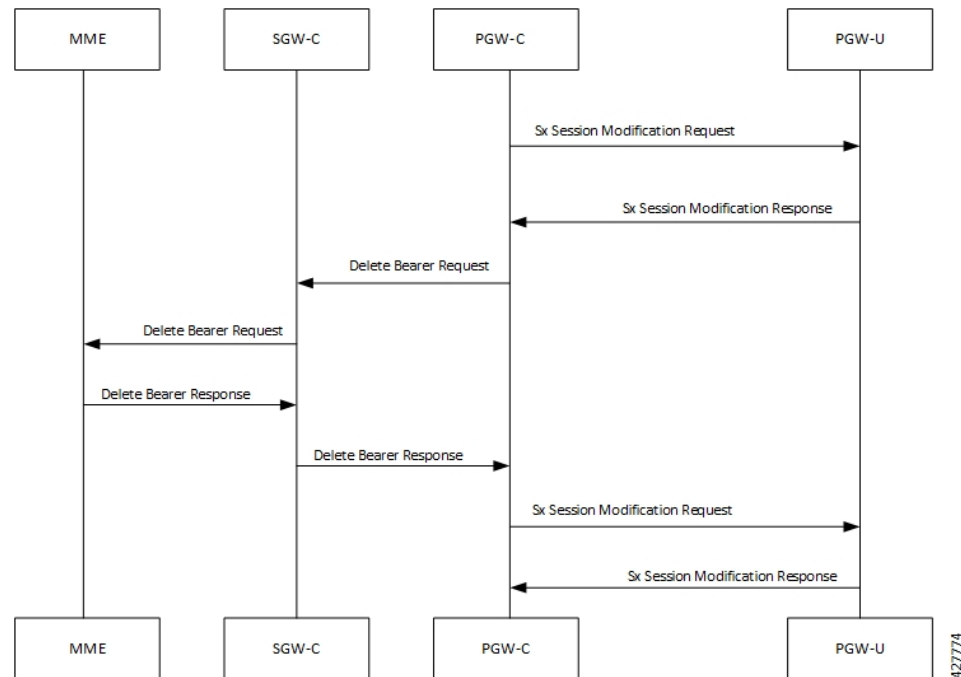 MME
SGW-C
PGW-C
PGW-U
Sx Session Modification Request
Sx Session Modification Response
Delete Bearer Request
Delete Bearer Request
Delete Bearer Response
Delete Bearer Response
Sx Session Modification Request
Sx Session Modification Response
MME
SGW-C
PGW-C
PGW-U
427774